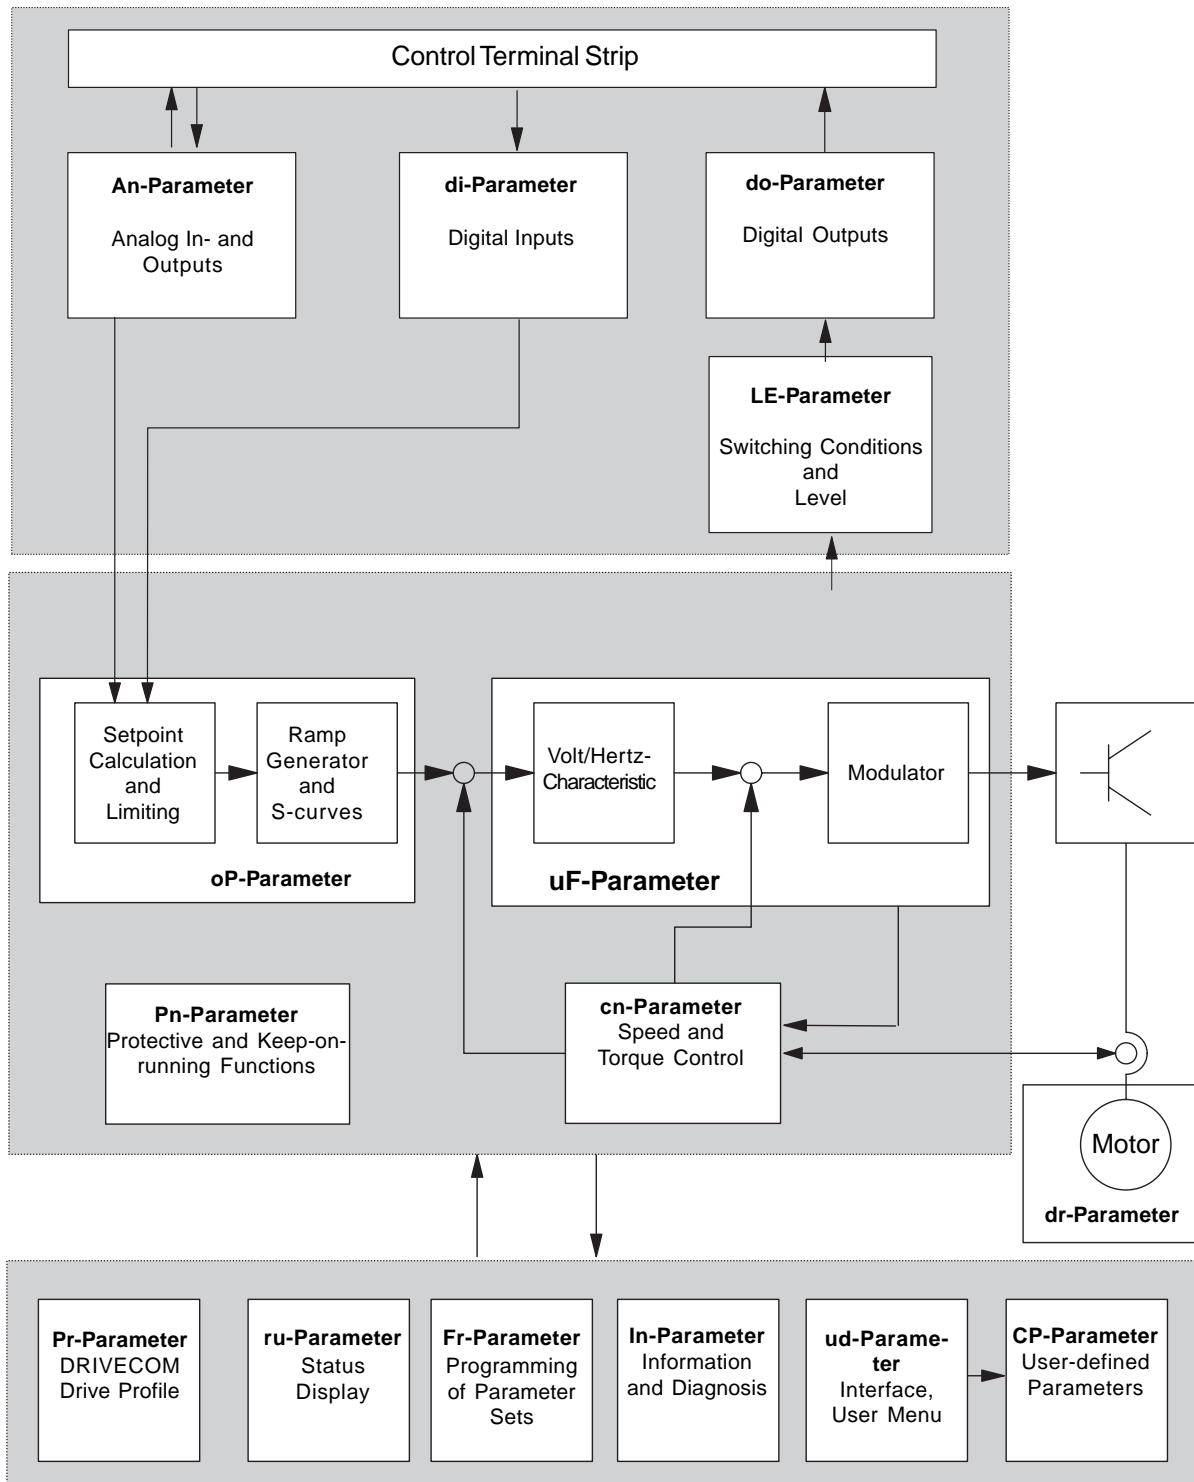 Control Terminal Strip
An-Parameter
Analog In- and
Outputs
di-Parameter
Digital Inputs
do-Parameter
Digital Outputs
LE-Parameter
Switching Conditions
and
Level
Setpoint
Calculation
and
Limiting
Ramp
Generator
and
S-curves
oP-Parameter
Volt/Hertz-
Characteristic
Modulator
uF-Parameter
Pn-Parameter
Protective and Keep-on-
running Functions
cn-Parameter
Speed and
Torque Control
Motor
dr-Parameter
Pr-Parameter
DRIVECOM
Drive Profile
ru-Parameter
Status
Display
Fr-Parameter
Programming
of Parameter
Sets
In-Parameter
Information
and Diagnosis
ud-Parame-
ter
Interface,
User Menu
CP-Parameter
User-defined
Parameters